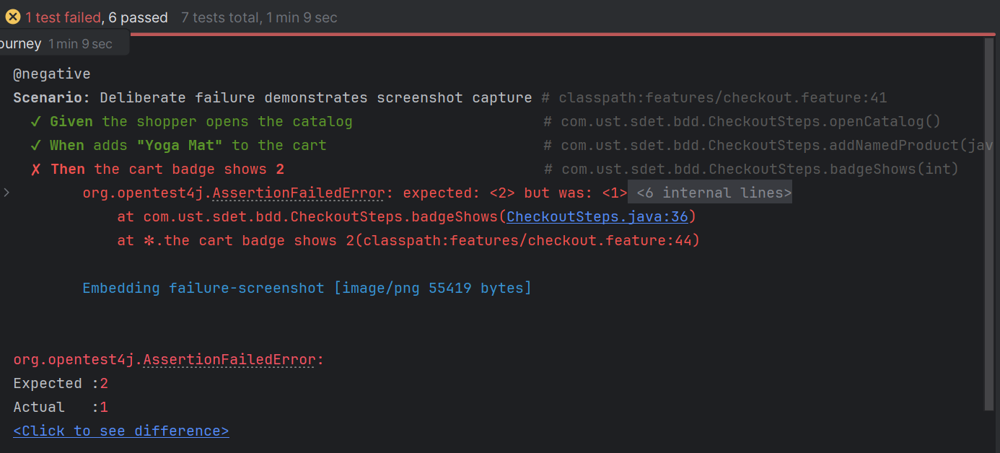 1 test failed, 6 passed 7 tests total, 1 min 9 sec
ourney 1 min 9 sec
@negative
Scenario: Deliberate failure demonstrates screenshot capture # classpath:features/checkout.feature:41
✓ Given the shopper opens the catalog # com.ust.sdet.bdd.CheckoutSteps.openCatalog()
✓ When adds "Yoga Mat" to the cart # com.ust.sdet.bdd.CheckoutSteps.addNamedProduct(jav
✗ Then the cart badge shows 2 # com.ust.sdet.bdd.CheckoutSteps.badgeShows(int)
org.opentest4j.AssertionFailedError: expected: <2> but was: <1> <6 internal lines>
at com.ust.sdet.bdd.CheckoutSteps.badgeShows(CheckoutSteps.java:36)
at ✻.the cart badge shows 2(classpath:features/checkout.feature:44)
Embedding failure-screenshot [image/png 55419 bytes]
org.opentest4j.AssertionFailedError:
Expected :2
Actual :1
<Click to see difference>